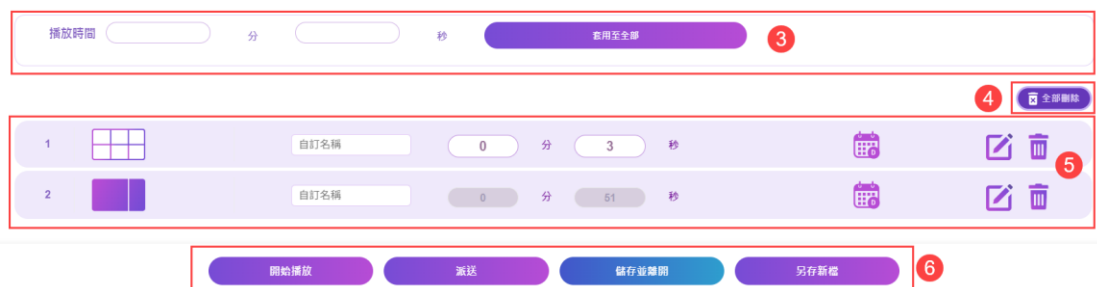 播放時間 分 秒 套用至全部 3
4 全部刪除
1 自訂名稱 0 分 3 秒 0
5
2 自訂名稱 0 分 51 秒 0
開始播放 派送 儲存並離開 另存新檔 6